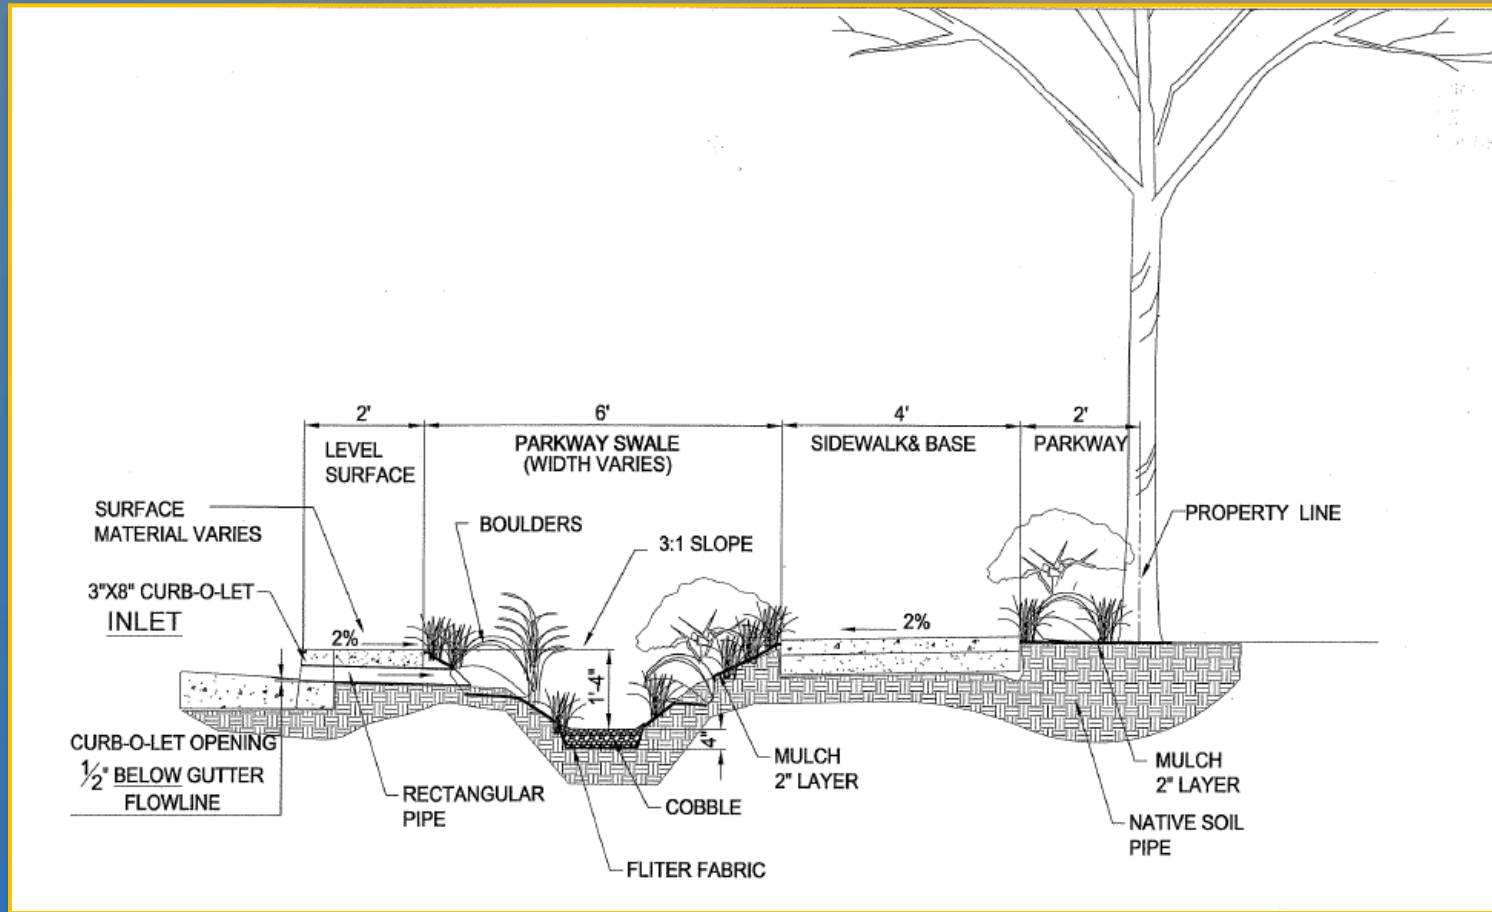 2'
6'
4'
2'
LEVEL
SURFACE
PARKWAY SWALE
(WIDTH VARIES)
SIDEWALK& BASE
PARKWAY
SURFACE
MATERIAL VARIES
BOULDERS
3:1 SLOPE
PROPERTY LINE
3"X8" CURB-O-LET
INLET
2%
2%
1'-4"
4"
CURB-O-LET OPENING
½" BELOW GUTTER
FLOWLINE
RECTANGULAR
PIPE
MULCH
2" LAYER
COBBLE
FLITER FABRIC
MULCH
2" LAYER
NATIVE SOIL
PIPE